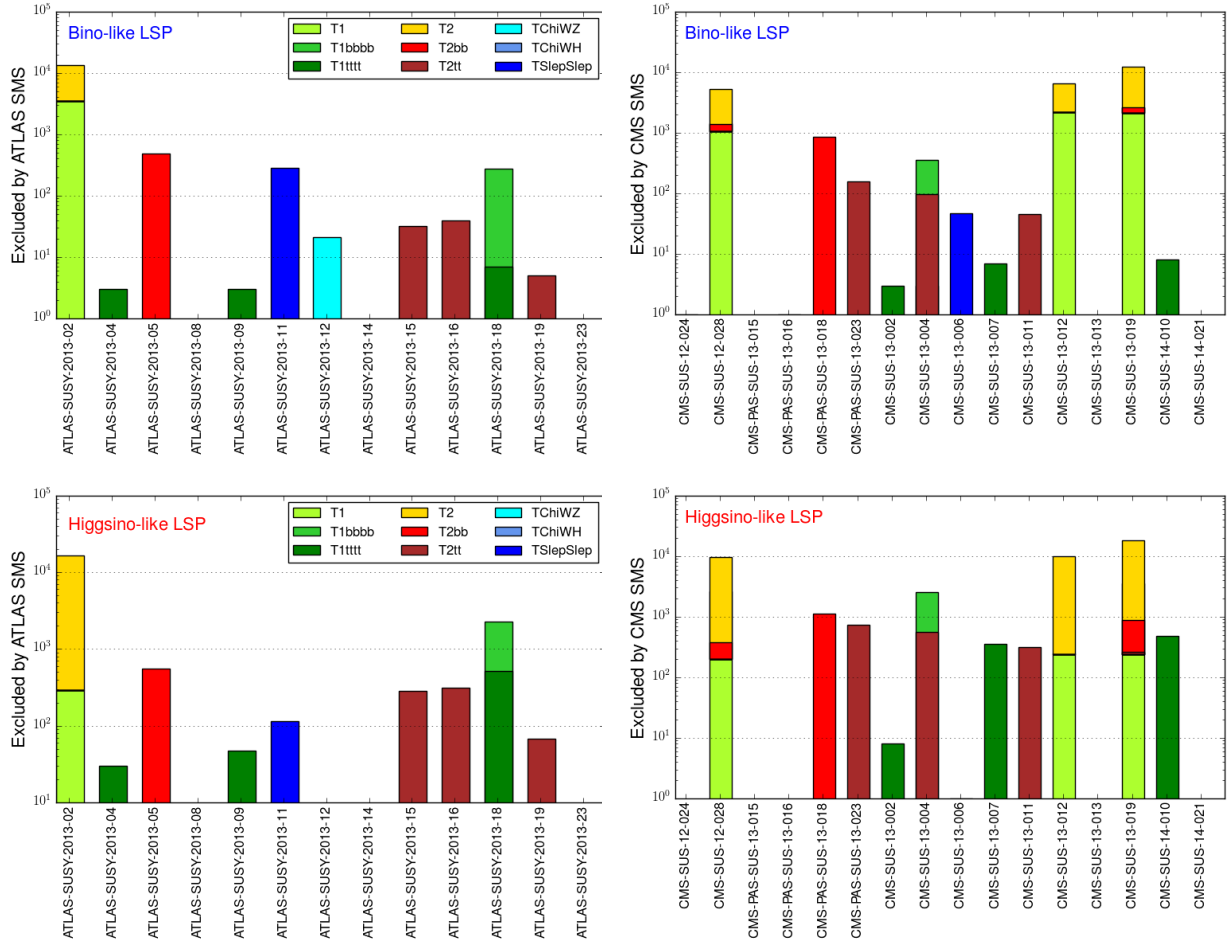 Bino-like LSP
T1 T2 TChiWZ
T1bbbb T2bb TChiWH
T1tttt T2tt TSlepSlep
Excluded by ATLAS SMS
10^5
10^4
10^3
10^2
10^1
10^0
ATLAS-SUSY-2013-02
ATLAS-SUSY-2013-04
ATLAS-SUSY-2013-05
ATLAS-SUSY-2013-08
ATLAS-SUSY-2013-09
ATLAS-SUSY-2013-11
ATLAS-SUSY-2013-12
ATLAS-SUSY-2013-14
ATLAS-SUSY-2013-15
ATLAS-SUSY-2013-16
ATLAS-SUSY-2013-18
ATLAS-SUSY-2013-19
ATLAS-SUSY-2013-23
Bino-like LSP
Excluded by CMS SMS
10^5
10^4
10^3
10^2
10^1
10^0
CMS-SUS-12-024
CMS-SUS-12-028
CMS-PAS-SUS-13-015
CMS-PAS-SUS-13-016
CMS-PAS-SUS-13-018
CMS-PAS-SUS-13-023
CMS-SUS-13-002
CMS-SUS-13-004
CMS-SUS-13-006
CMS-SUS-13-007
CMS-SUS-13-011
CMS-SUS-13-012
CMS-SUS-13-013
CMS-SUS-13-019
CMS-SUS-14-010
CMS-SUS-14-021
Higgsino-like LSP
T1 T2 TChiWZ
T1bbbb T2bb TChiWH
T1tttt T2tt TSlepSlep
Excluded by ATLAS SMS
10^5
10^4
10^3
10^2
10^1
ATLAS-SUSY-2013-02
ATLAS-SUSY-2013-04
ATLAS-SUSY-2013-05
ATLAS-SUSY-2013-08
ATLAS-SUSY-2013-09
ATLAS-SUSY-2013-11
ATLAS-SUSY-2013-12
ATLAS-SUSY-2013-14
ATLAS-SUSY-2013-15
ATLAS-SUSY-2013-16
ATLAS-SUSY-2013-18
ATLAS-SUSY-2013-19
ATLAS-SUSY-2013-23
Higgsino-like LSP
Excluded by CMS SMS
10^5
10^4
10^3
10^2
10^1
10^0
CMS-SUS-12-024
CMS-SUS-12-028
CMS-PAS-SUS-13-015
CMS-PAS-SUS-13-016
CMS-PAS-SUS-13-018
CMS-PAS-SUS-13-023
CMS-SUS-13-002
CMS-SUS-13-004
CMS-SUS-13-006
CMS-SUS-13-007
CMS-SUS-13-011
CMS-SUS-13-012
CMS-SUS-13-013
CMS-SUS-13-019
CMS-SUS-14-010
CMS-SUS-14-021